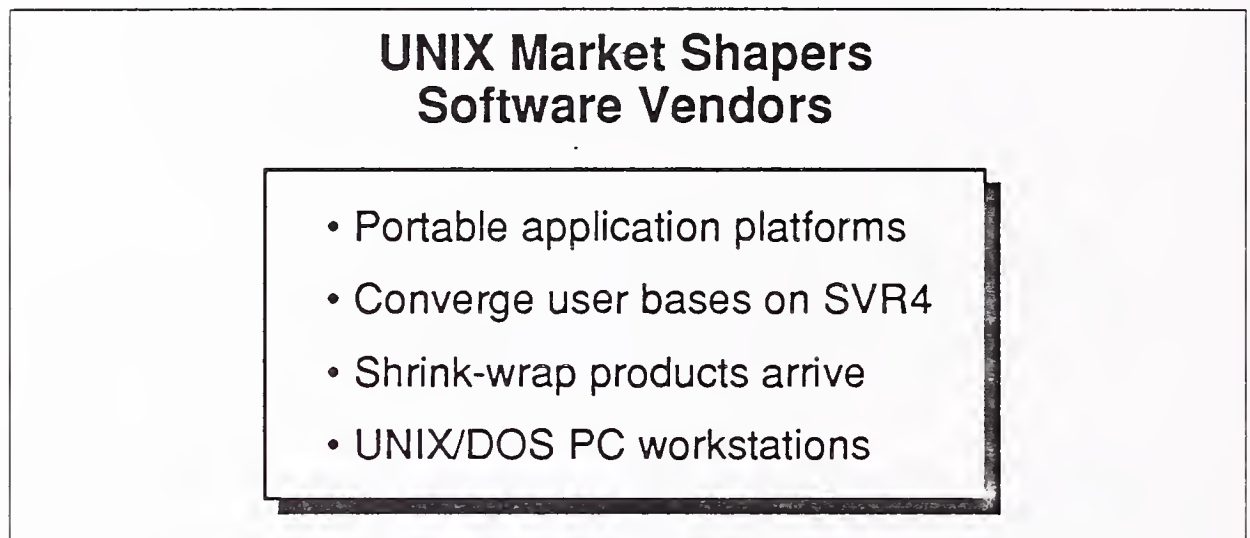 UNIX Market Shapers
Software Vendors
• Portable application platforms
• Converge user bases on SVR4
• Shrink-wrap products arrive
• UNIX/DOS PC workstations